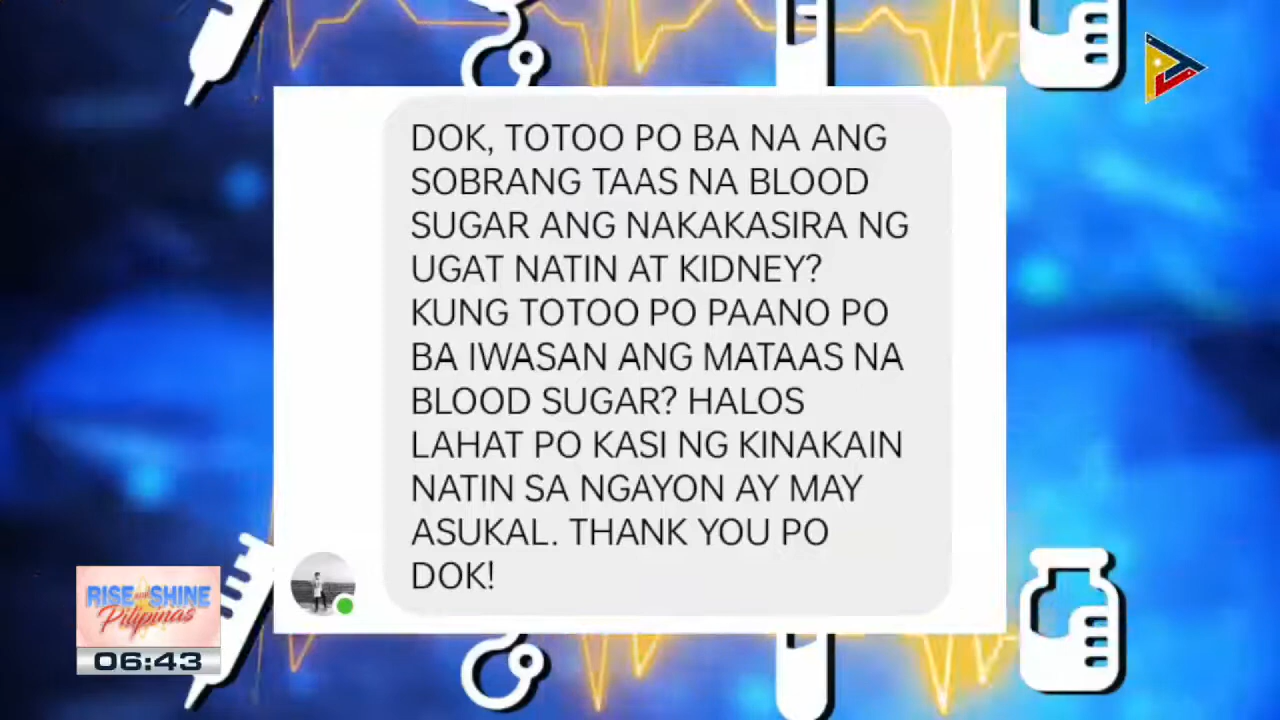 DOK, TOTOO PO BA NA ANG
SOBRANG TAAS NA BLOOD
SUGAR ANG NAKAKASIRA NG
UGAT NATIN AT KIDNEY?
KUNG TOTOO PO PAANO PO
BA IWASAN ANG MATAAS NA
BLOOD SUGAR? HALOS
LAHAT PO KASI NG KINAKAIN
NATIN SA NGAYON AY MAY
ASUKAL. THANK YOU PO
DOK!
RISE and SHINE
Pilipinas
06:43